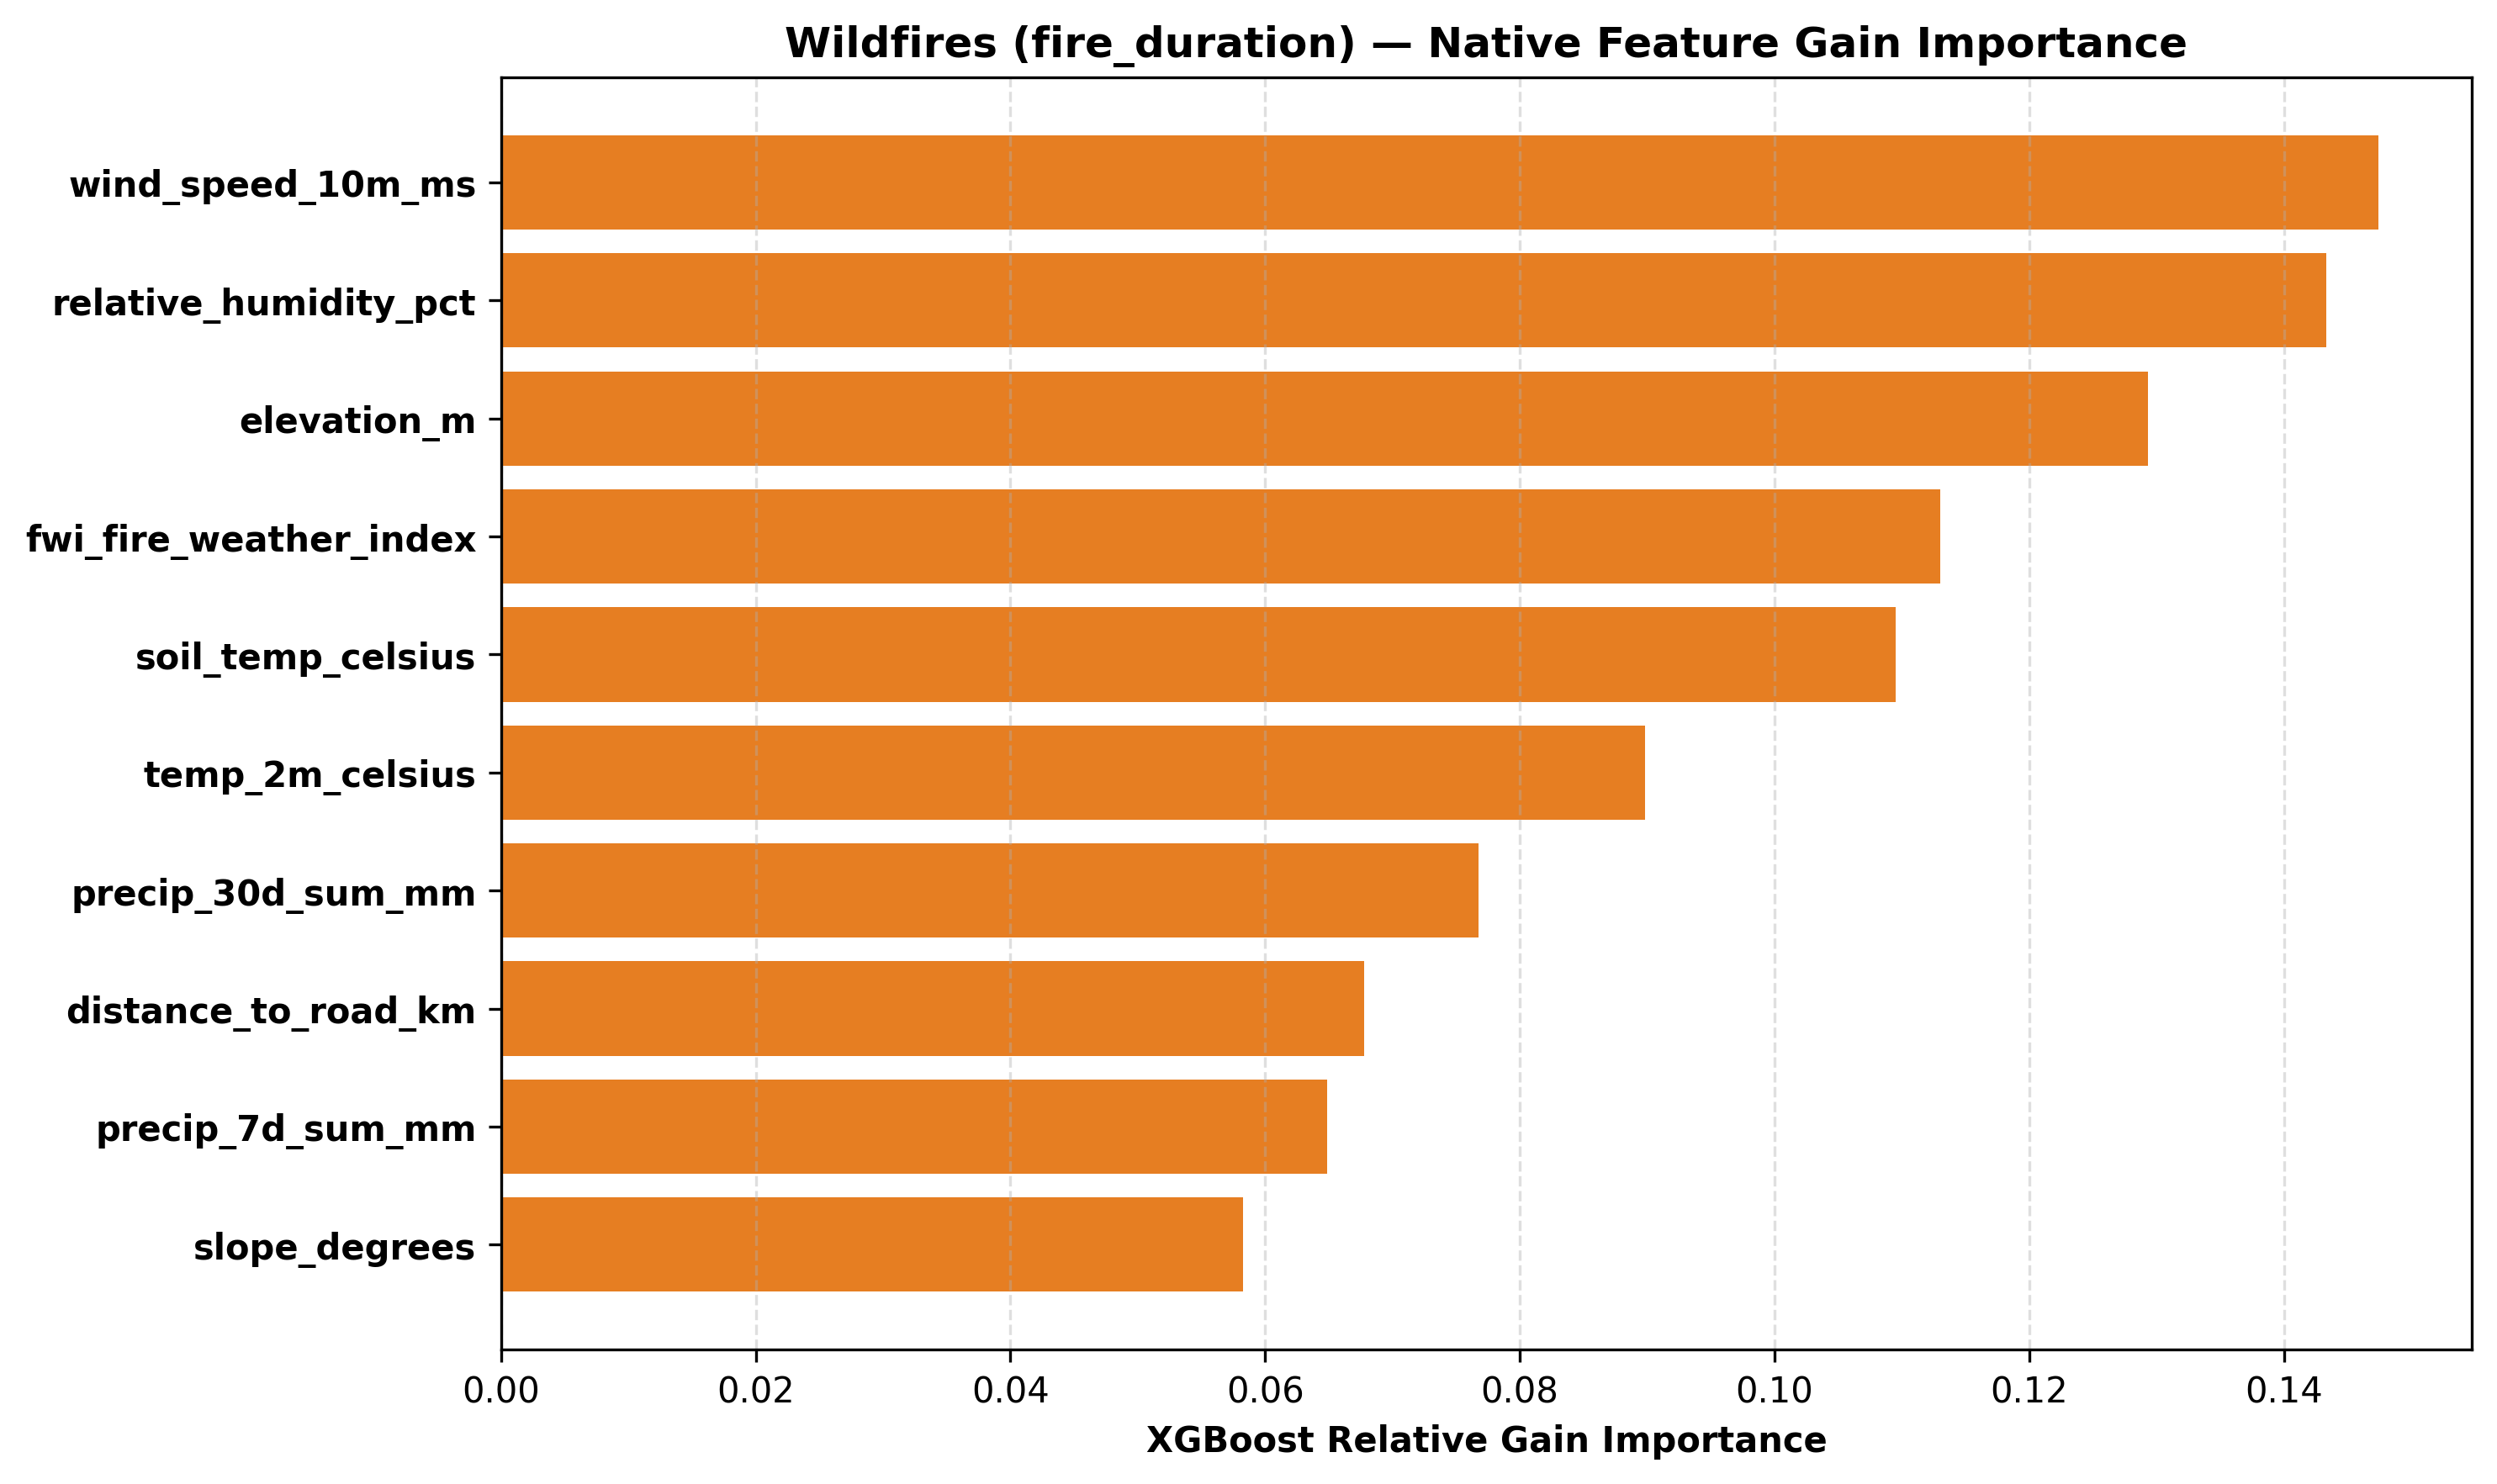 Wildfires (fire_duration) — Native Feature Gain Importance
wind_speed_10m_ms
relative_humidity_pct
elevation_m
fwi_fire_weather_index
soil_temp_celsius
temp_2m_celsius
precip_30d_sum_mm
distance_to_road_km
precip_7d_sum_mm
slope_degrees
0.00 0.02 0.04 0.06 0.08 0.10 0.12 0.14
XGBoost Relative Gain Importance